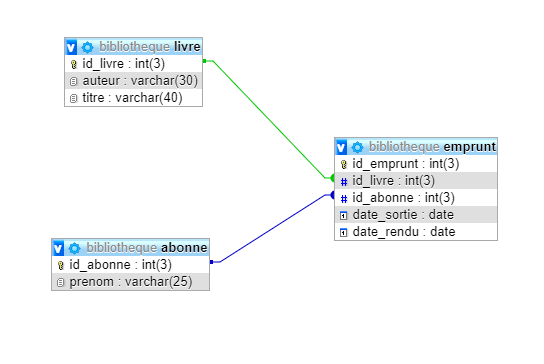 bibliotheque livre
id_livre : int(3)
auteur : varchar(30)
titre : varchar(40)
bibliotheque emprunt
id_emprunt : int(3)
# id_livre : int(3)
# id_abonne : int(3)
date_sortie : date
date_rendu : date
bibliotheque abonne
id_abonne : int(3)
prenom : varchar(25)